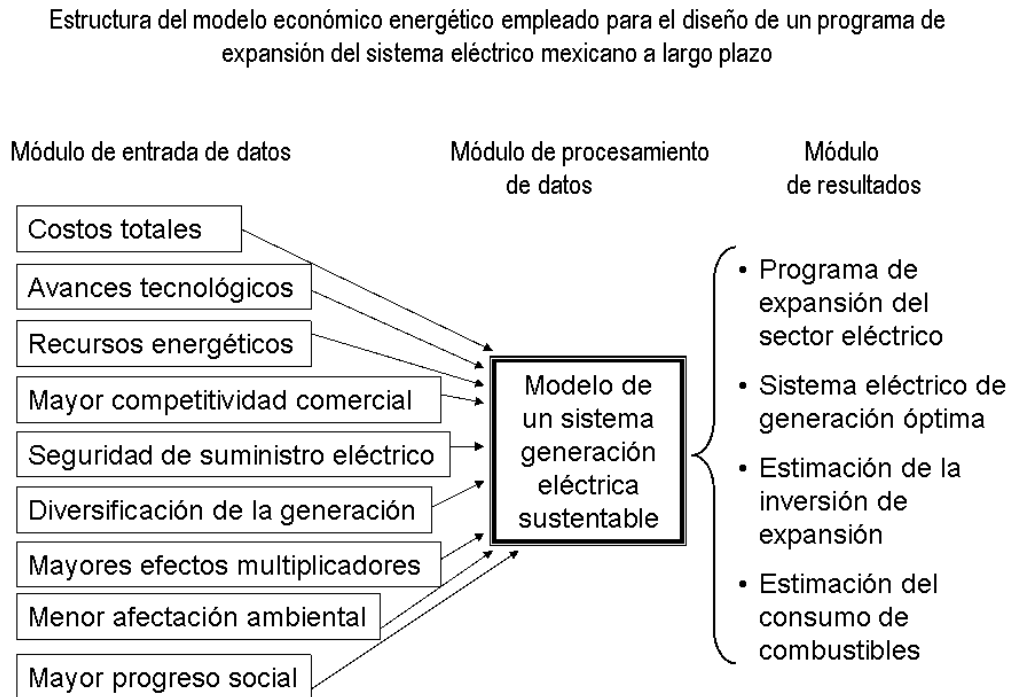 Estructura del modelo económico energético empleado para el diseño de un programa de
expansión del sistema eléctrico mexicano a largo plazo
Módulo de entrada de datos
Módulo de procesamiento
de datos
Módulo
de resultados
Costos totales
Avances tecnológicos
Recursos energéticos
Mayor competitividad comercial
Seguridad de suministro eléctrico
Diversificación de la generación
Mayores efectos multiplicadores
Menor afectación ambiental
Mayor progreso social
Modelo de
un sistema
generación
eléctrica
sustentable
• Programa de
expansión del
sector eléctrico
• Sistema eléctrico de
generación óptima
• Estimación de la
inversión de
expansión
• Estimación del
consumo de
combustibles